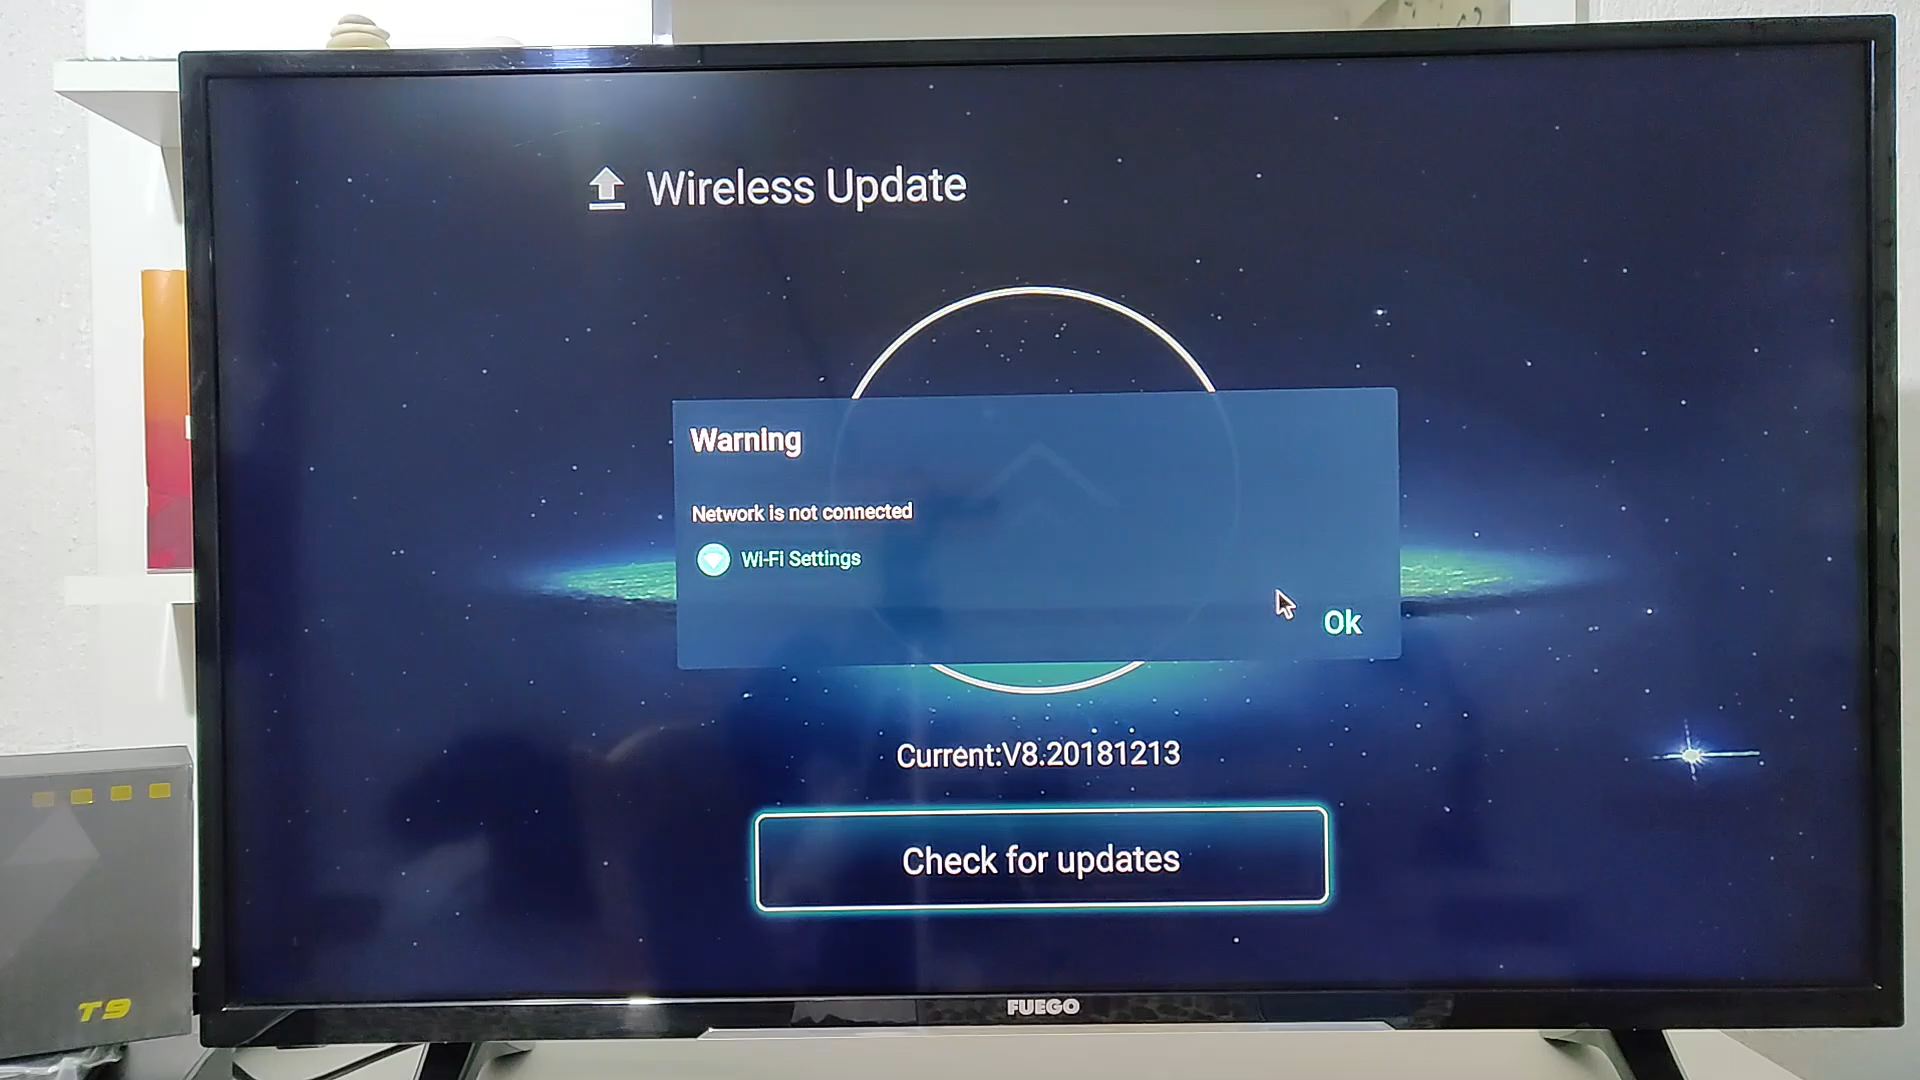 Wireless Update
Warning
Network is not connected
Wi-Fi Settings
Ok
Current:V8.20181213
Check for updates
T9
FUEGO